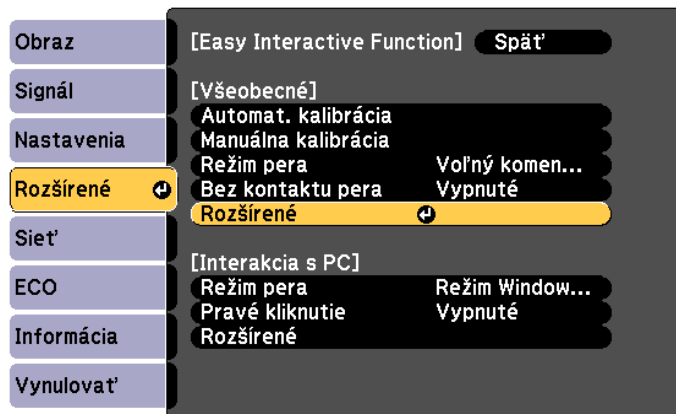 Obraz
Signál
Nastavenia
Rozšírené
Sieť
ECO
Informácia
Vynulovať
[Easy Interactive Function] Späť
[Všeobecné]
Automat. kalibrácia
Manuálna kalibrácia
Režim pera Voľný komen...
Bez kontaktu pera Vypnuté
Rozšírené
[Interakcia s PC]
Režim pera Režim Window...
Pravé kliknutie Vypnuté
Rozšírené